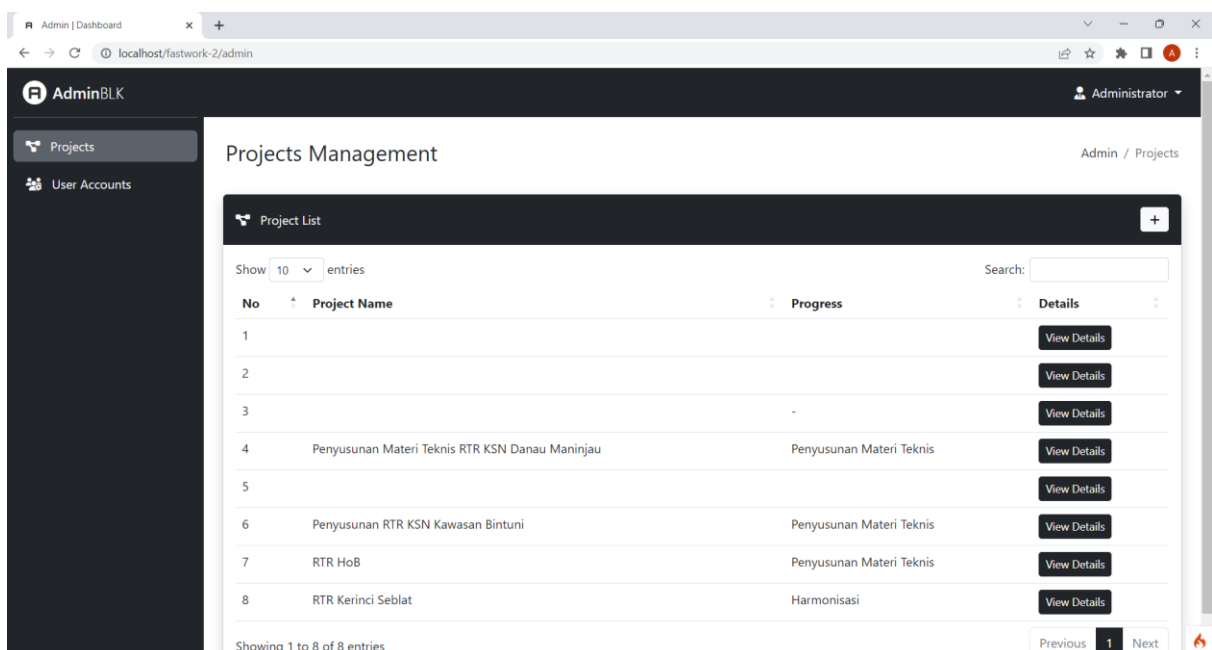 Admin | Dashboard
localhost/fastwork-2/admin
A
AdminBLK
Administrator
Projects
User Accounts
Projects Management
Admin / Projects
Project List
+
Show 10 entries
Search:
No Project Name Progress Details
1 View Details
2 View Details
3 - View Details
4 Penyusunan Materi Teknis RTR KSN Danau Maninjau Penyusunan Materi Teknis View Details
5 View Details
6 Penyusunan RTR KSN Kawasan Bintuni Penyusunan Materi Teknis View Details
7 RTR HoB Penyusunan Materi Teknis View Details
8 RTR Kerinci Seblat Harmonisasi View Details
Showing 1 to 8 of 8 entries
Previous 1 Next